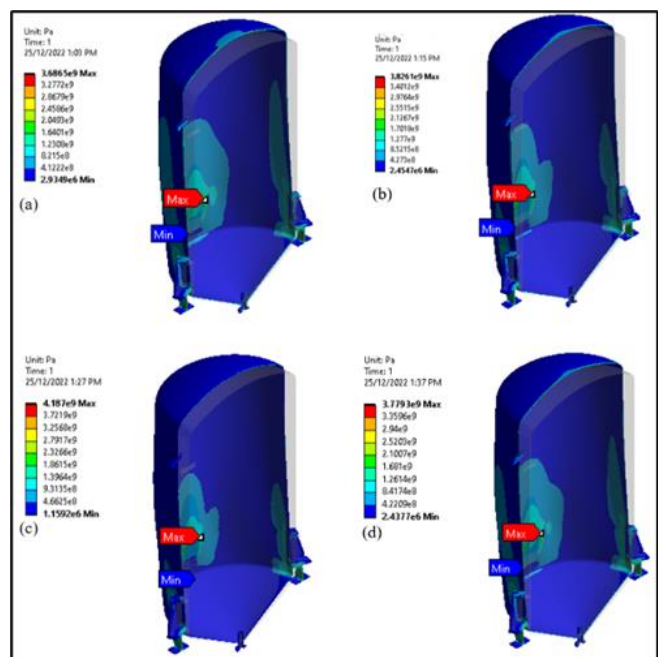 Unit: Pa
Time: 1
25/12/2022 1:03 PM
3.6865e9 Max
3.2772e9
2.8679e9
2.4586e9
2.0493e9
1.6401e9
1.2308e9
8.215e8
4.1222e8
2.9349e6 Min
Max
Min
(a)
Unit: Pa
Time: 1
25/12/2022 1:15 PM
3.8261e9 Max
3.4012e9
2.9764e9
2.5515e9
2.1267e9
1.7018e9
1.277e9
8.5215e8
4.273e8
2.4547e6 Min
Max
Min
(b)
Unit: Pa
Time: 1
25/12/2022 1:27 PM
4.187e9 Max
3.7219e9
3.2568e9
2.7917e9
2.3266e9
1.8615e9
1.3964e9
9.3135e8
4.6625e8
1.1592e6 Min
Max
Min
(c)
Unit: Pa
Time: 1
25/12/2022 1:37 PM
3.7793e9 Max
3.3596e9
2.94e9
2.5203e9
2.1007e9
1.681e9
1.2614e9
8.4174e8
4.2209e8
2.4377e6 Min
Max
Min
(d)